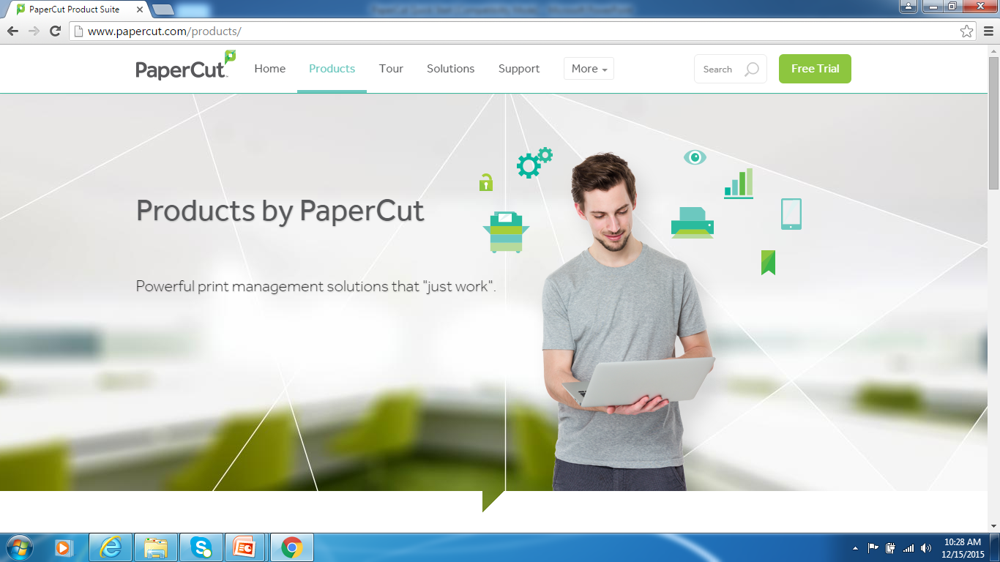 PaperCut Product Suite
www.papercut.com/products/
PaperCut
Home
Products
Tour
Solutions
Support
More
Search
Free Trial
Products by PaperCut
Powerful print management solutions that "just work".
10:28 AM
12/15/2015